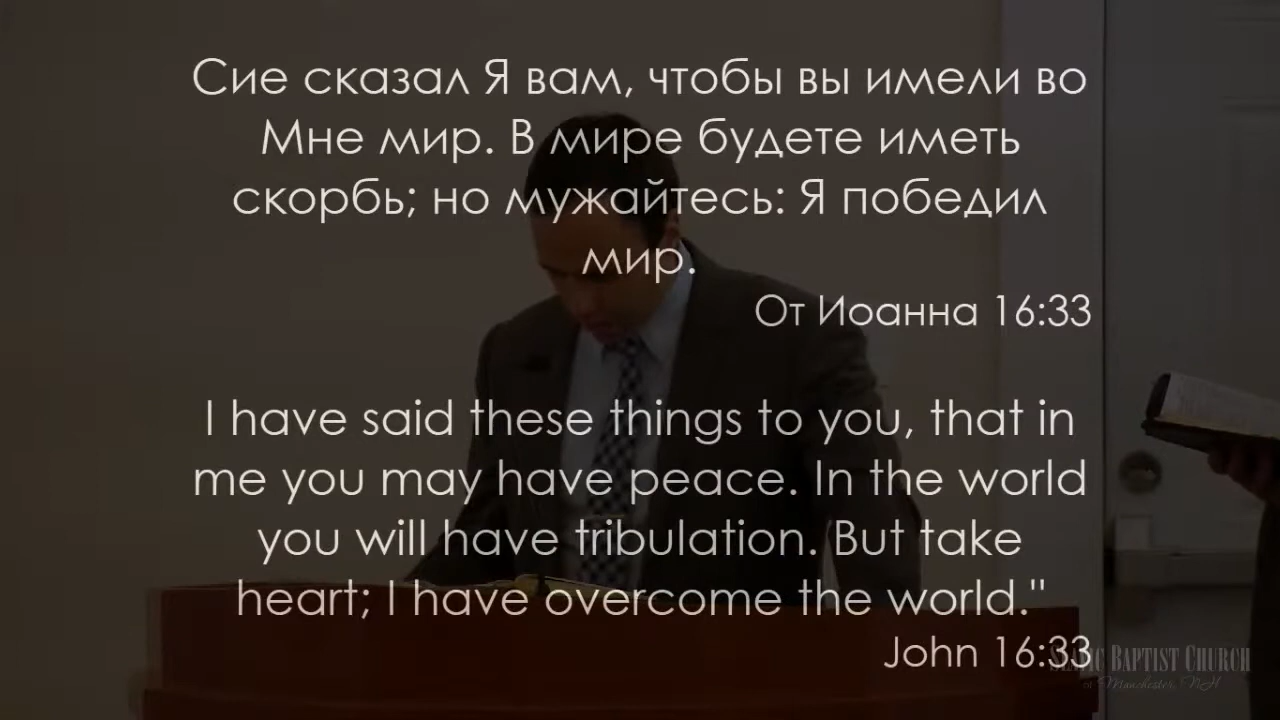 Сие сказал Я вам, чтобы вы имели во
Мне мир. В мире будете иметь
скорбь; но мужайтесь: Я победил
мир.
От Иоанна 16:33
I have said these things to you, that in
me you may have peace. In the world
you will have tribulation. But take
heart; I have overcome the world."
John 16:33
Baptist Church
of Manchester, NH